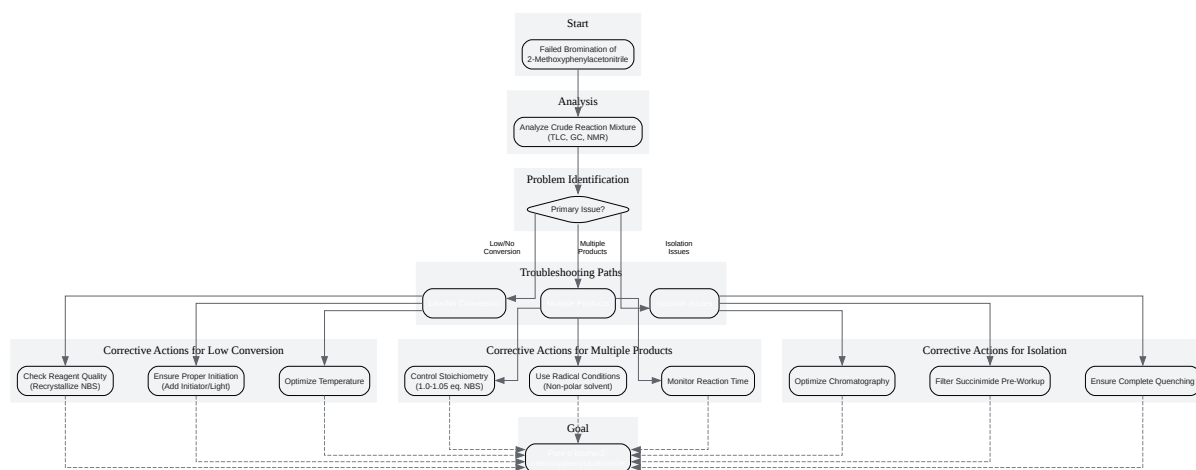 Start
Failed Bromination of
2-Methoxyphenylacetonitrile
Analysis
Analyze Crude Reaction Mixture
(TLC, GC, NMR)
Problem Identification
Primary Issue?
Low/No
Conversion
Multiple
Products
Isolation
Issues
Troubleshooting Paths
Corrective Actions for Low Conversion
Corrective Actions for Multiple Products
Corrective Actions for Isolation
Check Reagent Quality
(Recrystallize NBS)
Ensure Proper Initiation
(Add Initiator/Light)
Optimize Temperature
Control Stoichiometry
(1.0-1.05 eq. NBS)
Use Radical Conditions
(Non-polar solvent)
Monitor Reaction Time
Optimize Chromatography
Filter Succinimide Pre-Workup
Ensure Complete Quenching
Goal